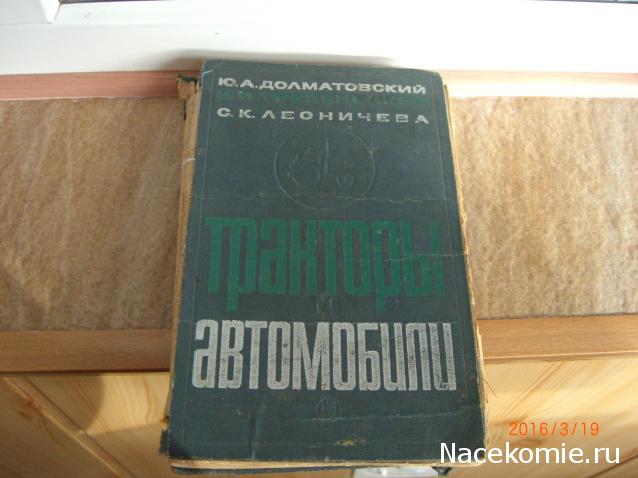 Ю.А.ДОЛМАТОВСКИЙ
С.К.ЛЕОНИЧЕВА
ТРАКТОРЫ
АВТОМОБИЛИ
2016/3/19
Nacekomie.ru